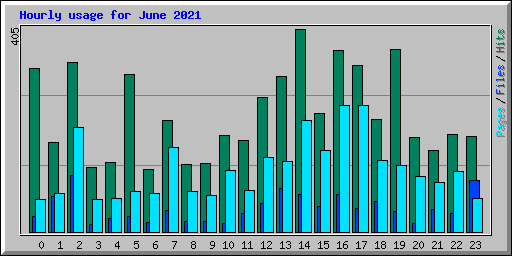 Hourly usage for June 2021
405
Pages / Files / Hits
0 1 2 3 4 5 6 7 8 9 10 11 12 13 14 15 16 17 18 19 20 21 22 23